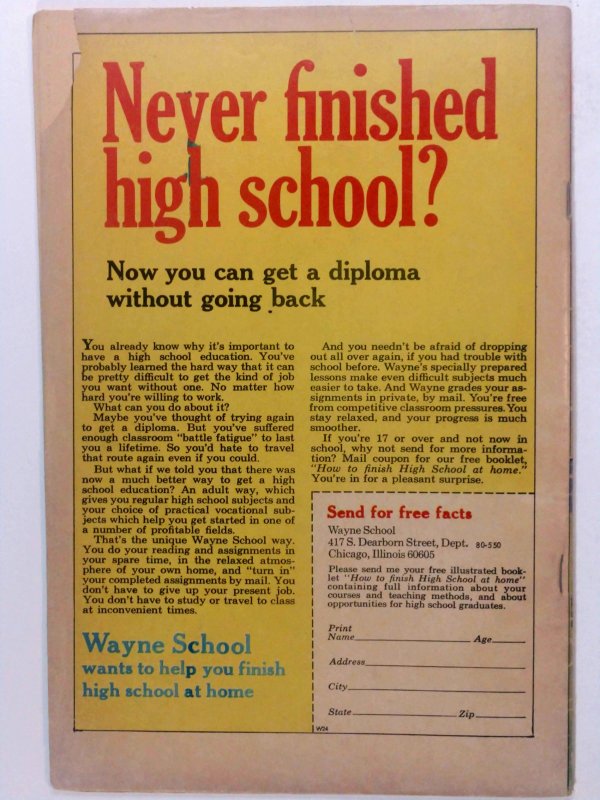 Never finished
high school?
Now you can get a diploma
without going back
You already know why it's important to
have a high school education. You've
probably learned the hard way that it can
be pretty difficult to get the kind of job
you want without one. No matter how
hard you're willing to work.
What can you do about it?
Maybe you've thought of trying again
to get a diploma. But you've suffered
enough classroom "battle fatigue" to last
you a lifetime. So you'd hate to travel
that route again even if you could.
But what if we told you that there was
now a much better way to get a high
school education? An adult way, which
gives you regular high school subjects and
your choice of practical vocational sub-
jects which help you get started in one of
a number of profitable fields.
That's the unique Wayne School way.
You do your reading and assignments in
your spare time, in the relaxed atmos-
phere of your own home, and "turn in"
your completed assignments by mail. You
don't have to give up your present job.
You don't have to study or travel to class
at inconvenient times.
Wayne School
wants to help you finish
high school at home
And you needn't be afraid of dropping
out all over again, if you had trouble with
school before. Wayne's specially prepared
lessons make even difficult subjects much
easier to take. And Wayne grades your as-
signments in private, by mail. You're free
from competitive classroom pressures. You
stay relaxed, and your progress is much
smoother.
If you're 17 or over and not now in
school, why not send for more informa-
tion? Mail coupon for our free booklet,
"How to finish High School at home."
You're in for a pleasant surprise.
Send for free facts
Wayne School
417 S. Dearborn Street, Dept. 80-550
Chicago, Illinois 60605
Please send me your free illustrated book-
let "How to finish High School at home"
containing full information about your
courses and teaching methods, and about
opportunities for high school graduates.
Print
Name Age
Address
City
State Zip
W24